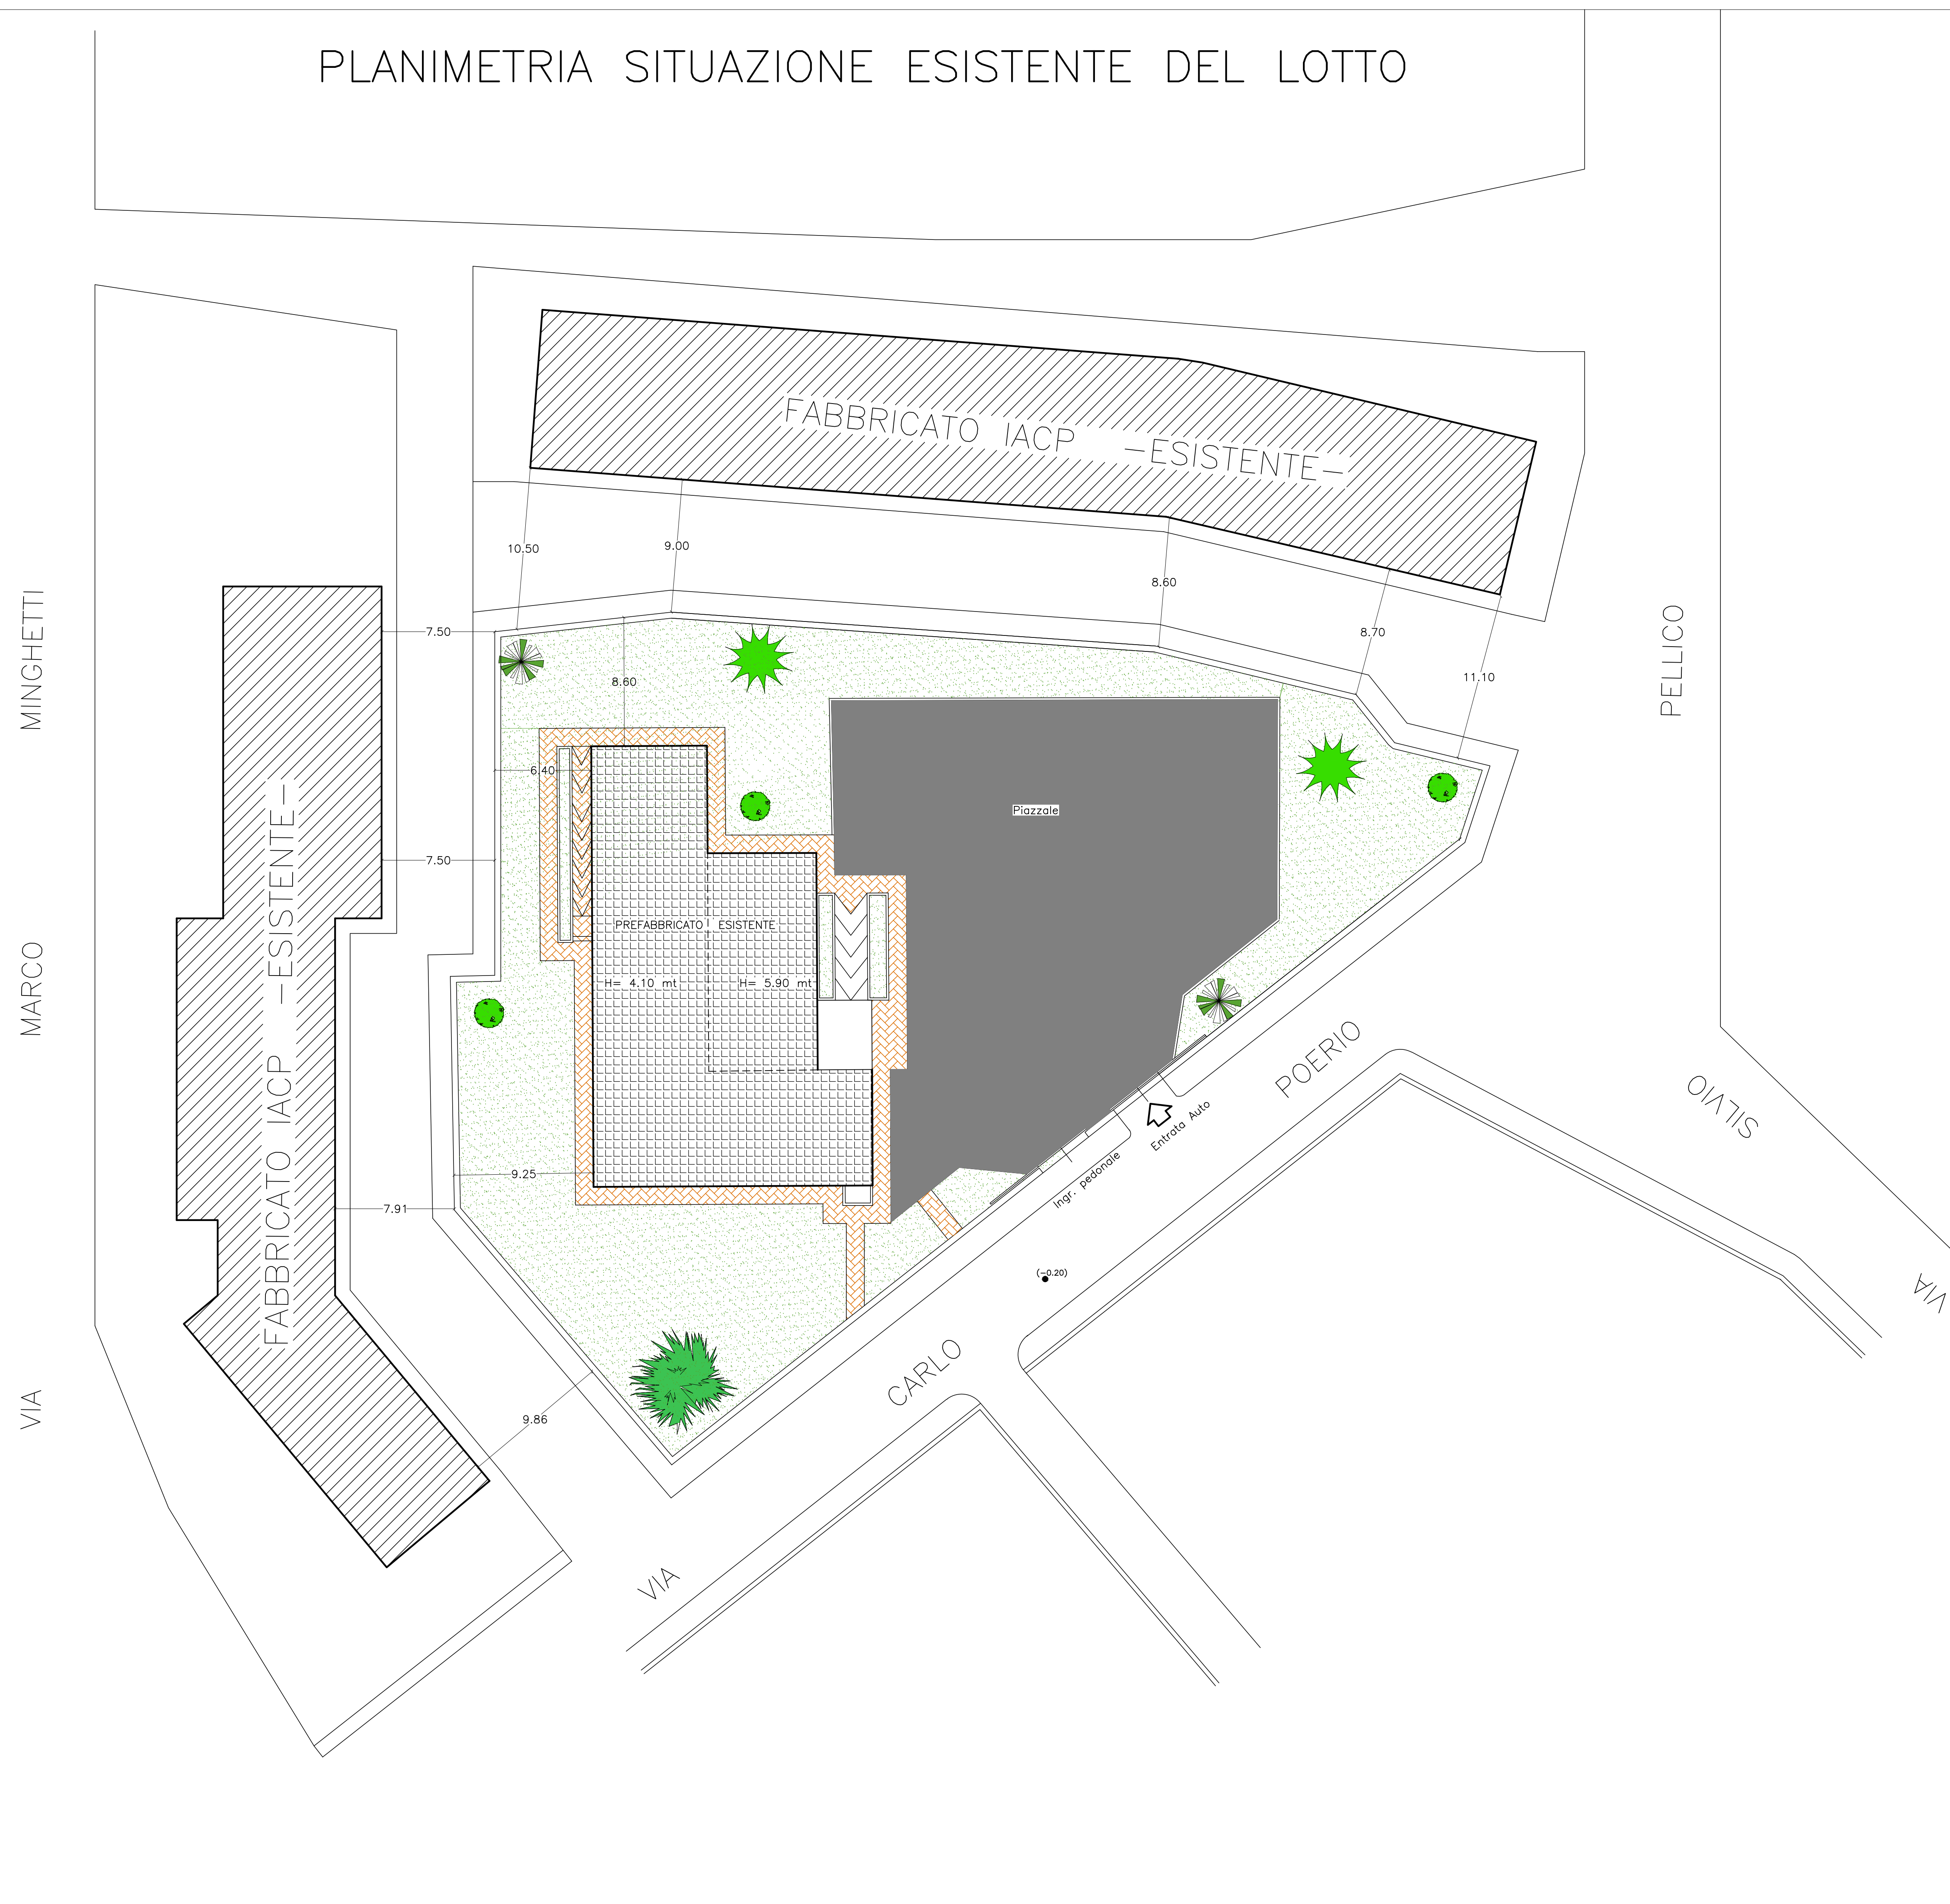 PLANIMETRIA SITUAZIONE ESISTENTE DEL LOTTO
FABBRICATO IACP -ESISTENTE-
10.50
9.00
8.60
8.70
11.10
7.50
8.60
6.40
7.50
Piazzale
PREFABBRICATO ESISTENTE
H= 4.10 mt
H= 5.90 mt
9.25
7.91
9.86
FABBRICATO IACP -ESISTENTE-
VIA MARCO MINGHETTI
Entrata Auto
Ingr. pedonale
(-0.20)
VIA CARLO POERIO
VIA SILVIO PELLICO